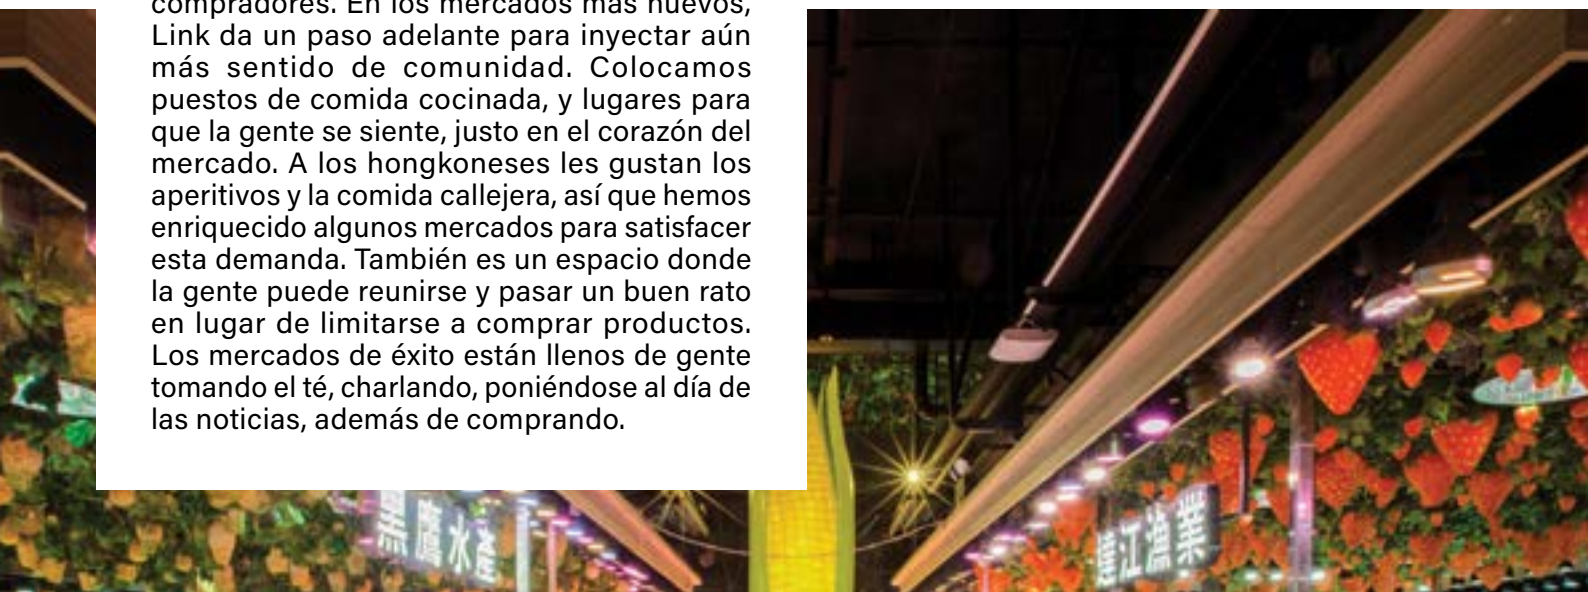 compradores. En los mercados más nuevos,
Link da un paso adelante para inyectar aún
más sentido de comunidad. Colocamos
puestos de comida cocinada, y lugares para
que la gente se siente, justo en el corazón del
mercado. A los hongkoneses les gustan los
aperitivos y la comida callejera, así que hemos
enriquecido algunos mercados para satisfacer
esta demanda. También es un espacio donde
la gente puede reunirse y pasar un buen rato
en lugar de limitarse a comprar productos.
Los mercados de éxito están llenos de gente
tomando el té, charlando, poniéndose al día de
las noticias, además de comprando.
鷹水產
江漁業